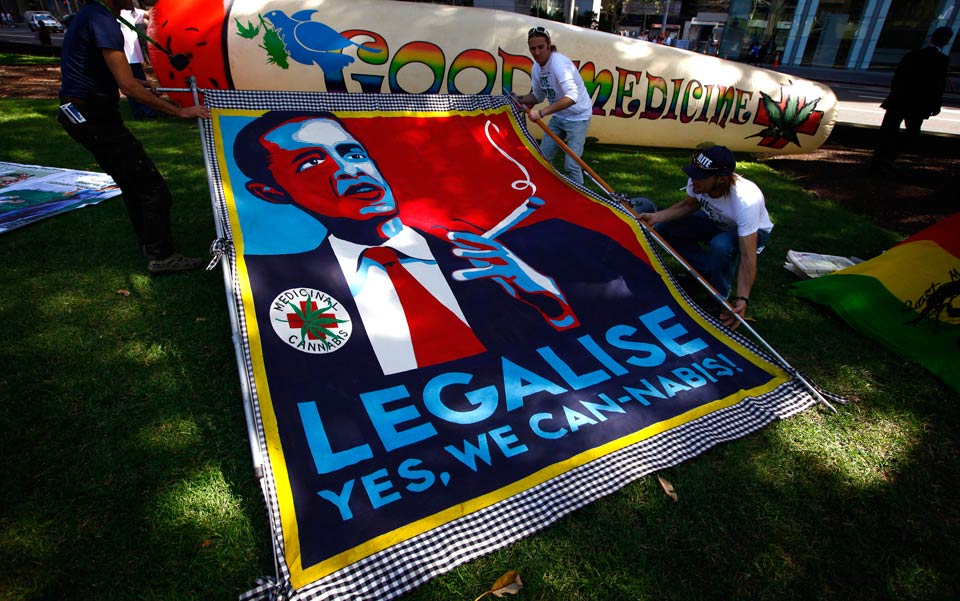 GOOD MEDICINE
MEDICINAL
CANNABIS
LEGALISE
YES, WE CAN-NABIS!